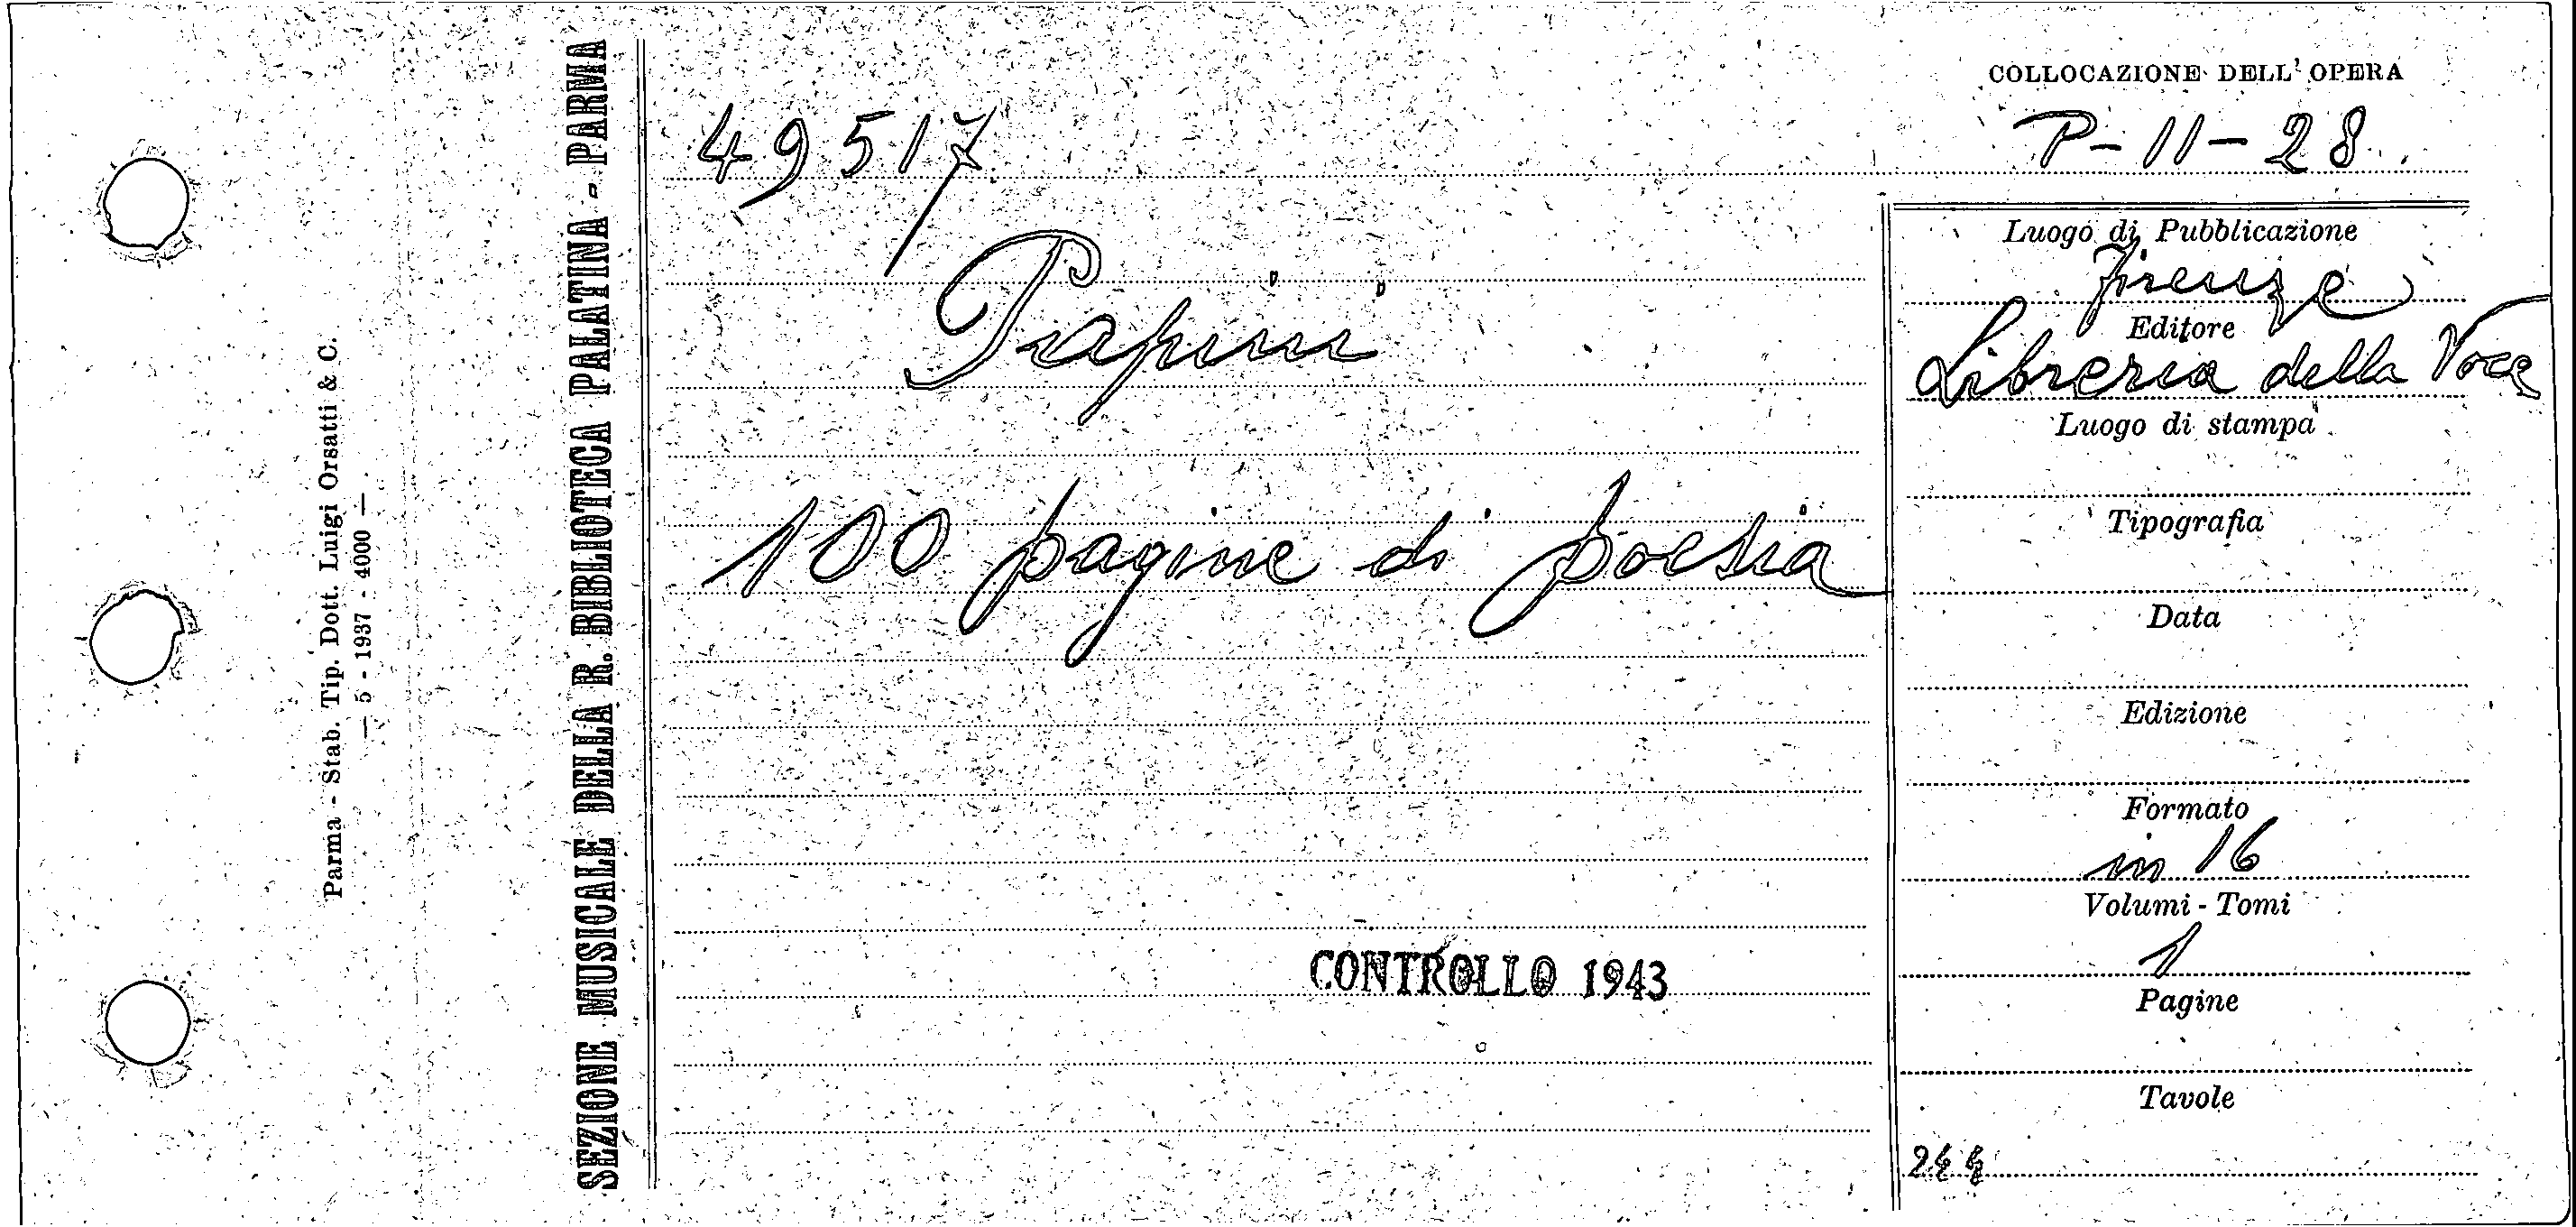 Parma - Stab. Tip. Dott. Luigi Orsatti & C.
— 5 - 1937 - 4000 —
SEZIONE MUSICALE DELLA R. BIBLIOTECA PALATINA - PARMA
49517
Papini
100 pagine di poesia
CONTROLLO 1943
COLLOCAZIONE DELL' OPERA
P-11-28
Luogo di Pubblicazione
Firenze
Editore
Libreria della Voce
Luogo di stampa
Tipografia
Data
Edizione
Formato
in 16
Volumi - Tomi
1
Pagine
Tavole